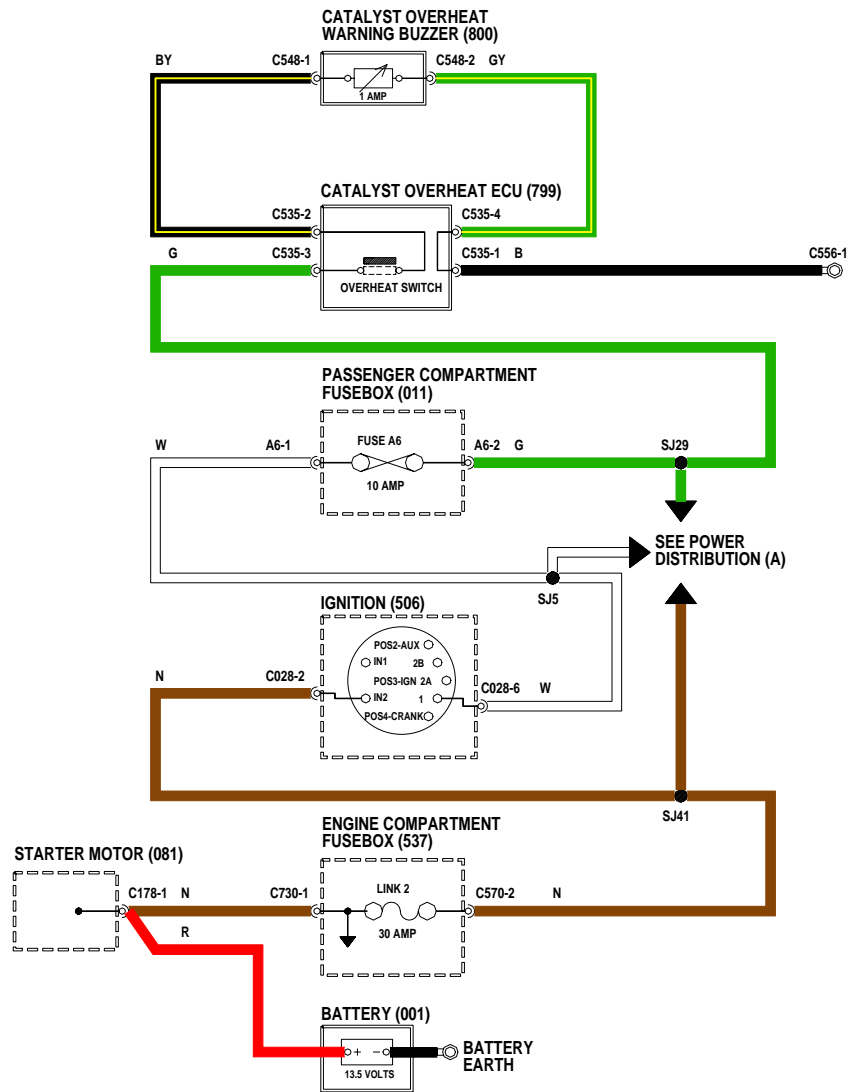 CATALYST OVERHEAT
WARNING BUZZER (800)
BY
C548-1
C548-2
GY
1 AMP
CATALYST OVERHEAT ECU (799)
C535-2
C535-4
G
C535-3
C535-1
B
C556-1
OVERHEAT SWITCH
PASSENGER COMPARTMENT
FUSEBOX (011)
W
A6-1
FUSE A6
A6-2
G
SJ29
10 AMP
SEE POWER
DISTRIBUTION (A)
SJ5
IGNITION (506)
POS2-AUX
IN1
2B
N
C028-2
POS3-IGN
2A
C028-6
W
IN2
1
POS4-CRANK
SJ41
ENGINE COMPARTMENT
FUSEBOX (537)
STARTER MOTOR (081)
C178-1
N
C730-1
LINK 2
C570-2
N
R
30 AMP
BATTERY (001)
+
-
BATTERY
EARTH
13.5 VOLTS